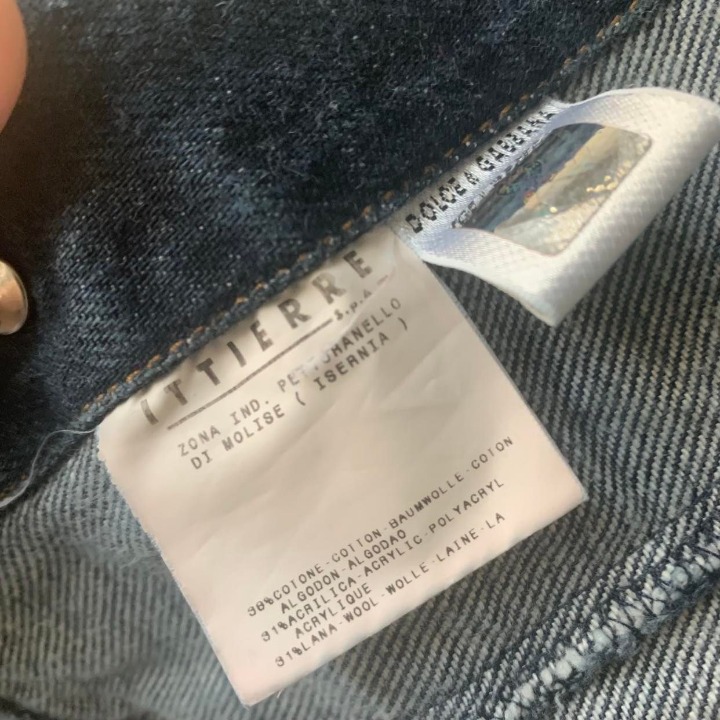 DOLCE & GABBANA
ITTIERRE
S.P.A.
ZONA IND. PETTORANELLO
DI MOLISE ( ISERNIA )
98%COTONE-COTTON-BAUMWOLLE-COTON
ALGODON-ALGODAO
01%ACRILICA-ACRYLIC-POLYACRYL
ACRYLIQUE
01%LANA-WOOL-WOLLE-LAINE-LA